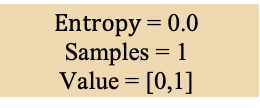 Entropy = 0.0
Samples = 1
Value = [0,1]